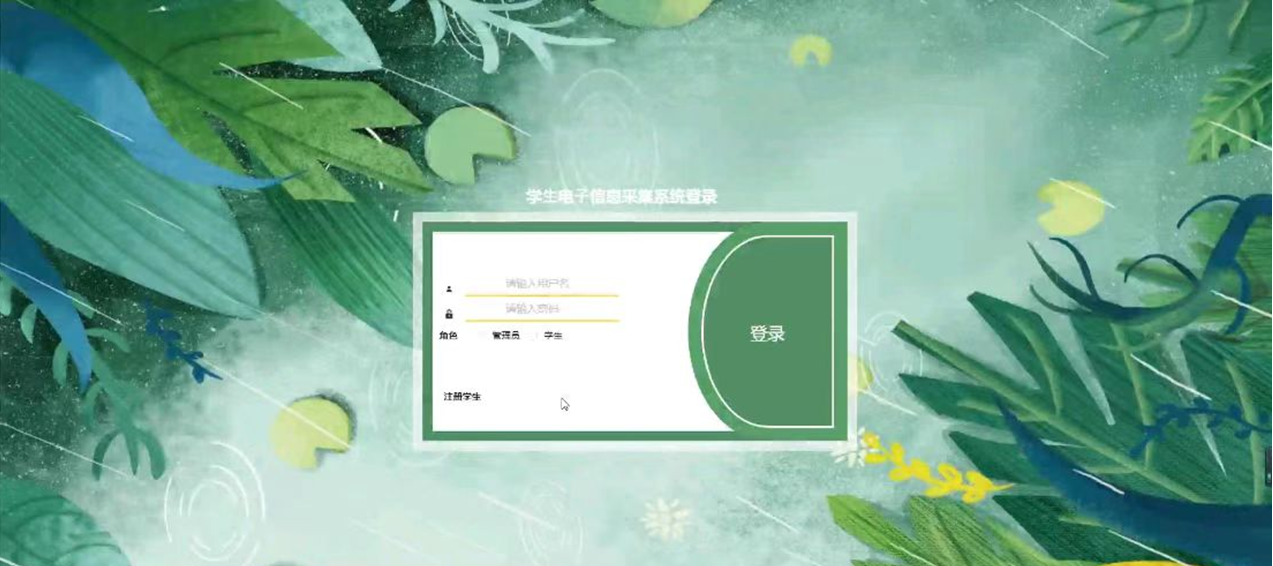 学生电子信息采集系统登录
请输入用户名
请输入密码
角色 管理员 学生
登录
注册学生